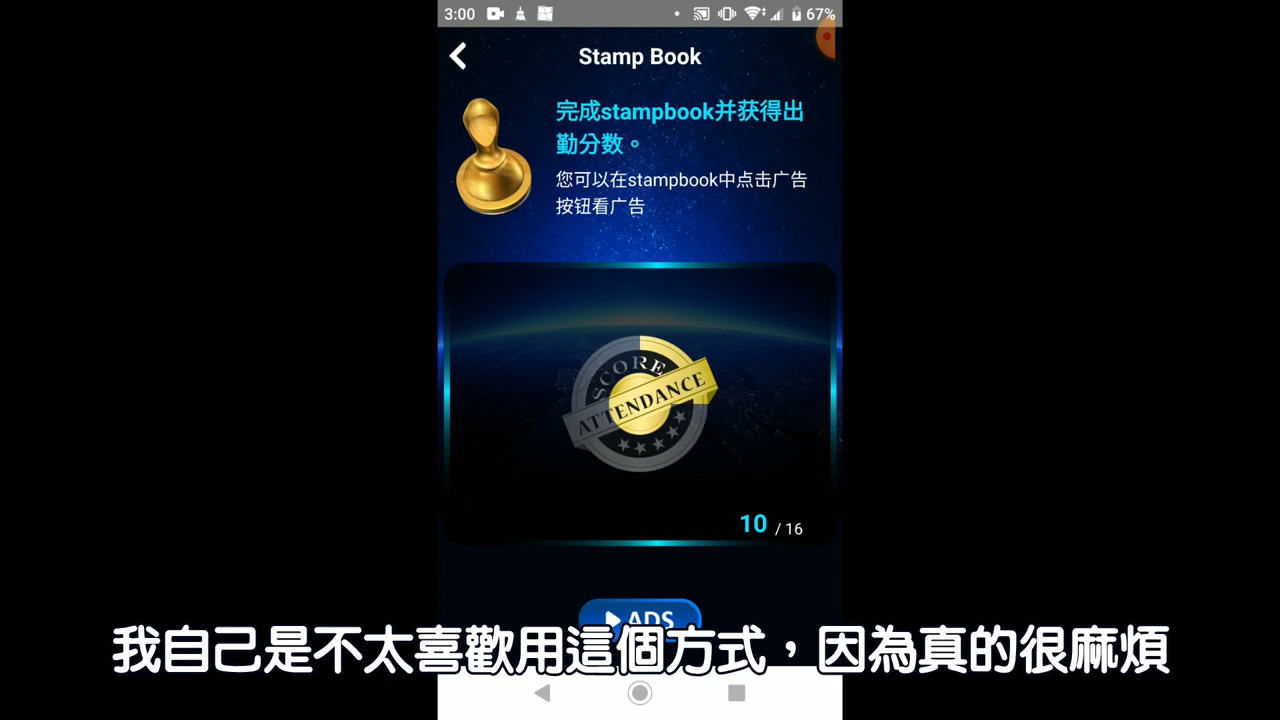 3:00
67%
Stamp Book
完成stampbook并获得出
勤分数。
您可以在stampbook中点击广告
按钮看广告
SCORE
ATTENDANCE
10 / 16
ADS
我自己是不太喜歡用這個方式，因為真的很麻煩